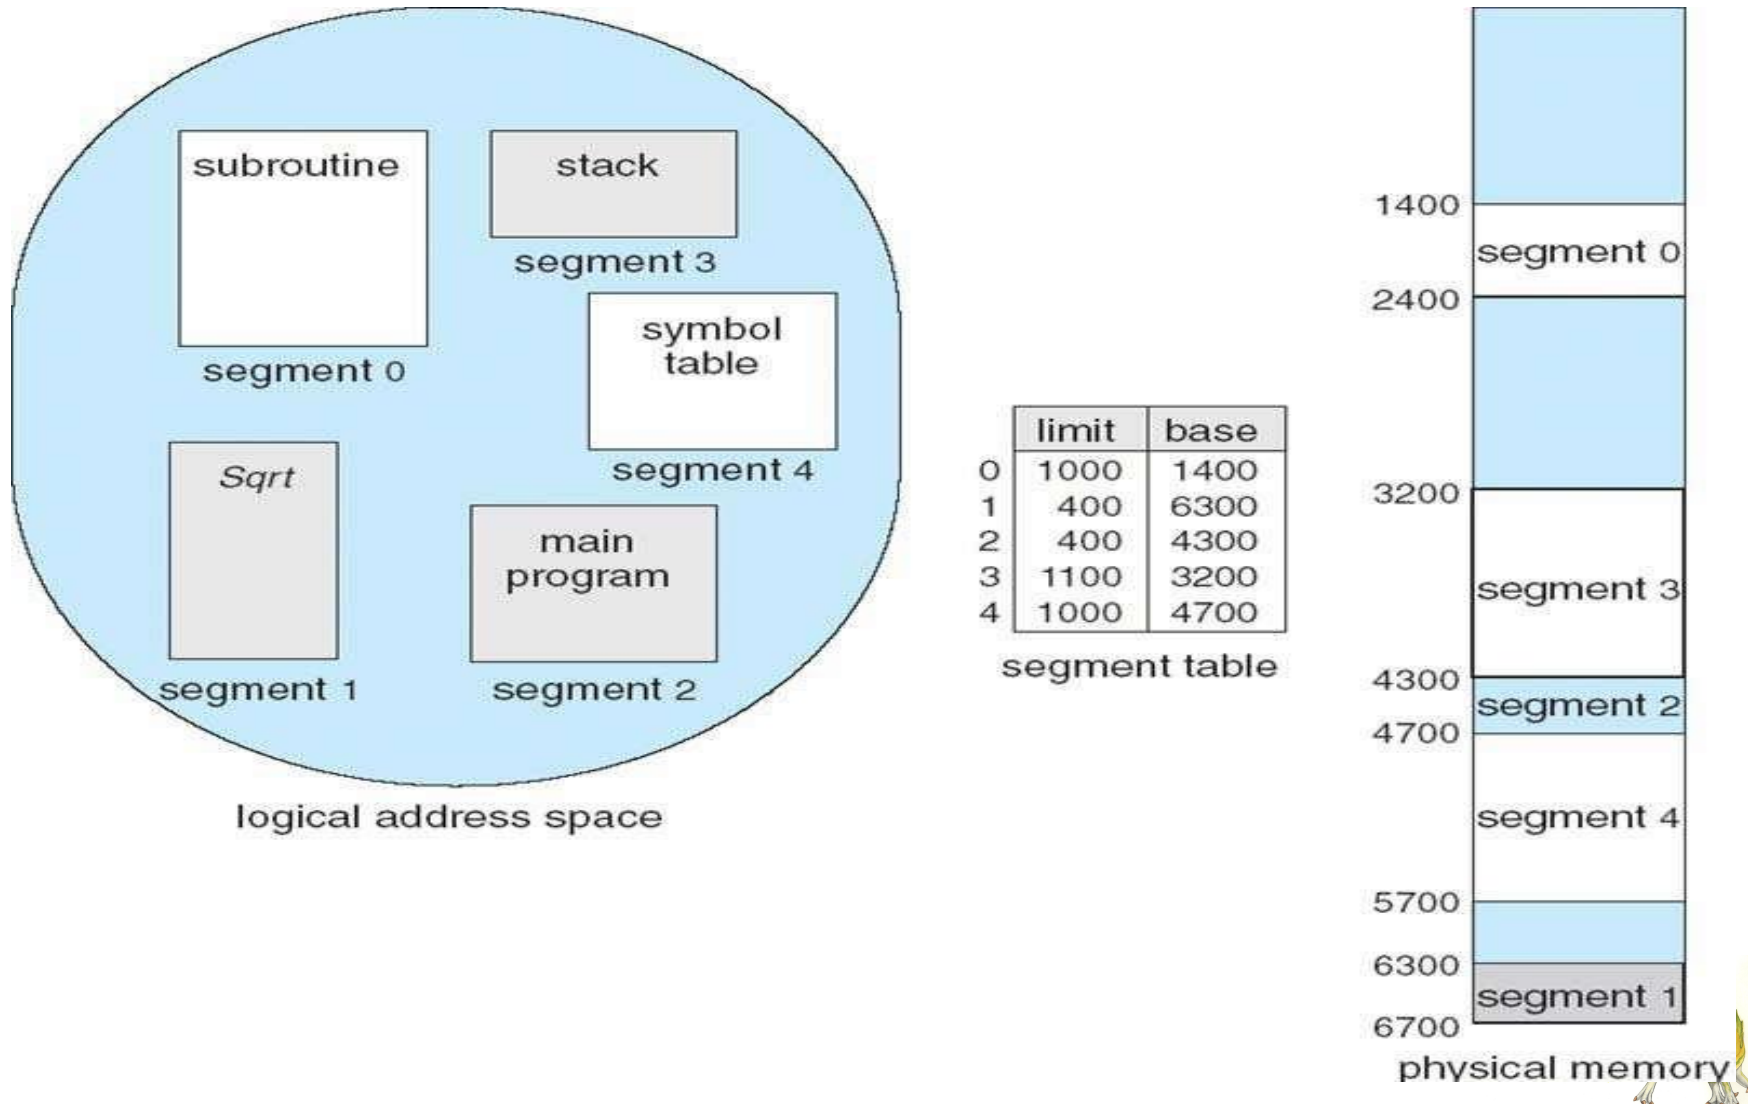 subroutine
segment 0
stack
segment 3
symbol
table
segment 4
Sqrt
segment 1
main
program
segment 2
logical address space
limit base
0 1000 1400
1 400 6300
2 400 4300
3 1100 3200
4 1000 4700
segment table
1400
segment 0
2400
3200
segment 3
4300
segment 2
4700
segment 4
5700
6300
segment 1
6700
physical memory